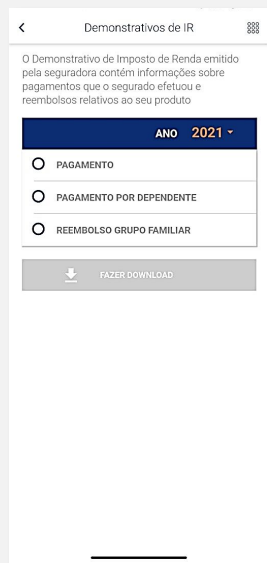 Demonstrativos de IR
O Demonstrativo de Imposto de Renda emitido
pela seguradora contém informações sobre
pagamentos que o segurado efetuou e
reembolsos relativos ao seu produto
ANO 2021
PAGAMENTO
PAGAMENTO POR DEPENDENTE
REEMBOLSO GRUPO FAMILIAR
FAZER DOWNLOAD